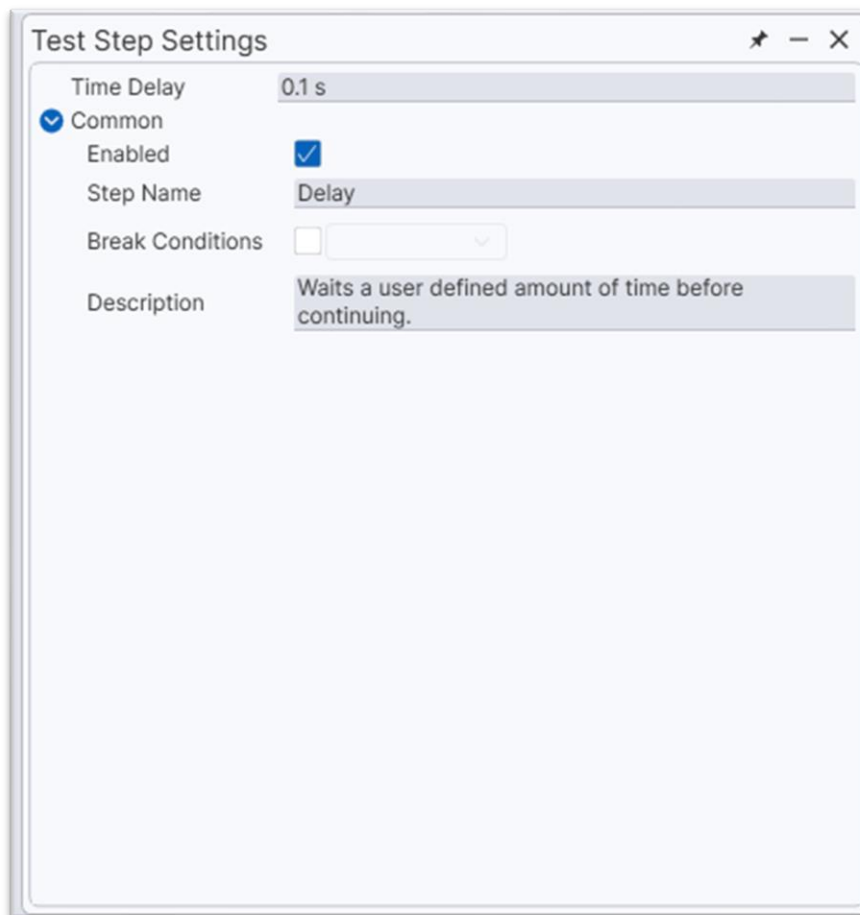 Test Step Settings
Time Delay 0.1 s
Common
Enabled
Step Name Delay
Break Conditions
Description Waits a user defined amount of time before
continuing.